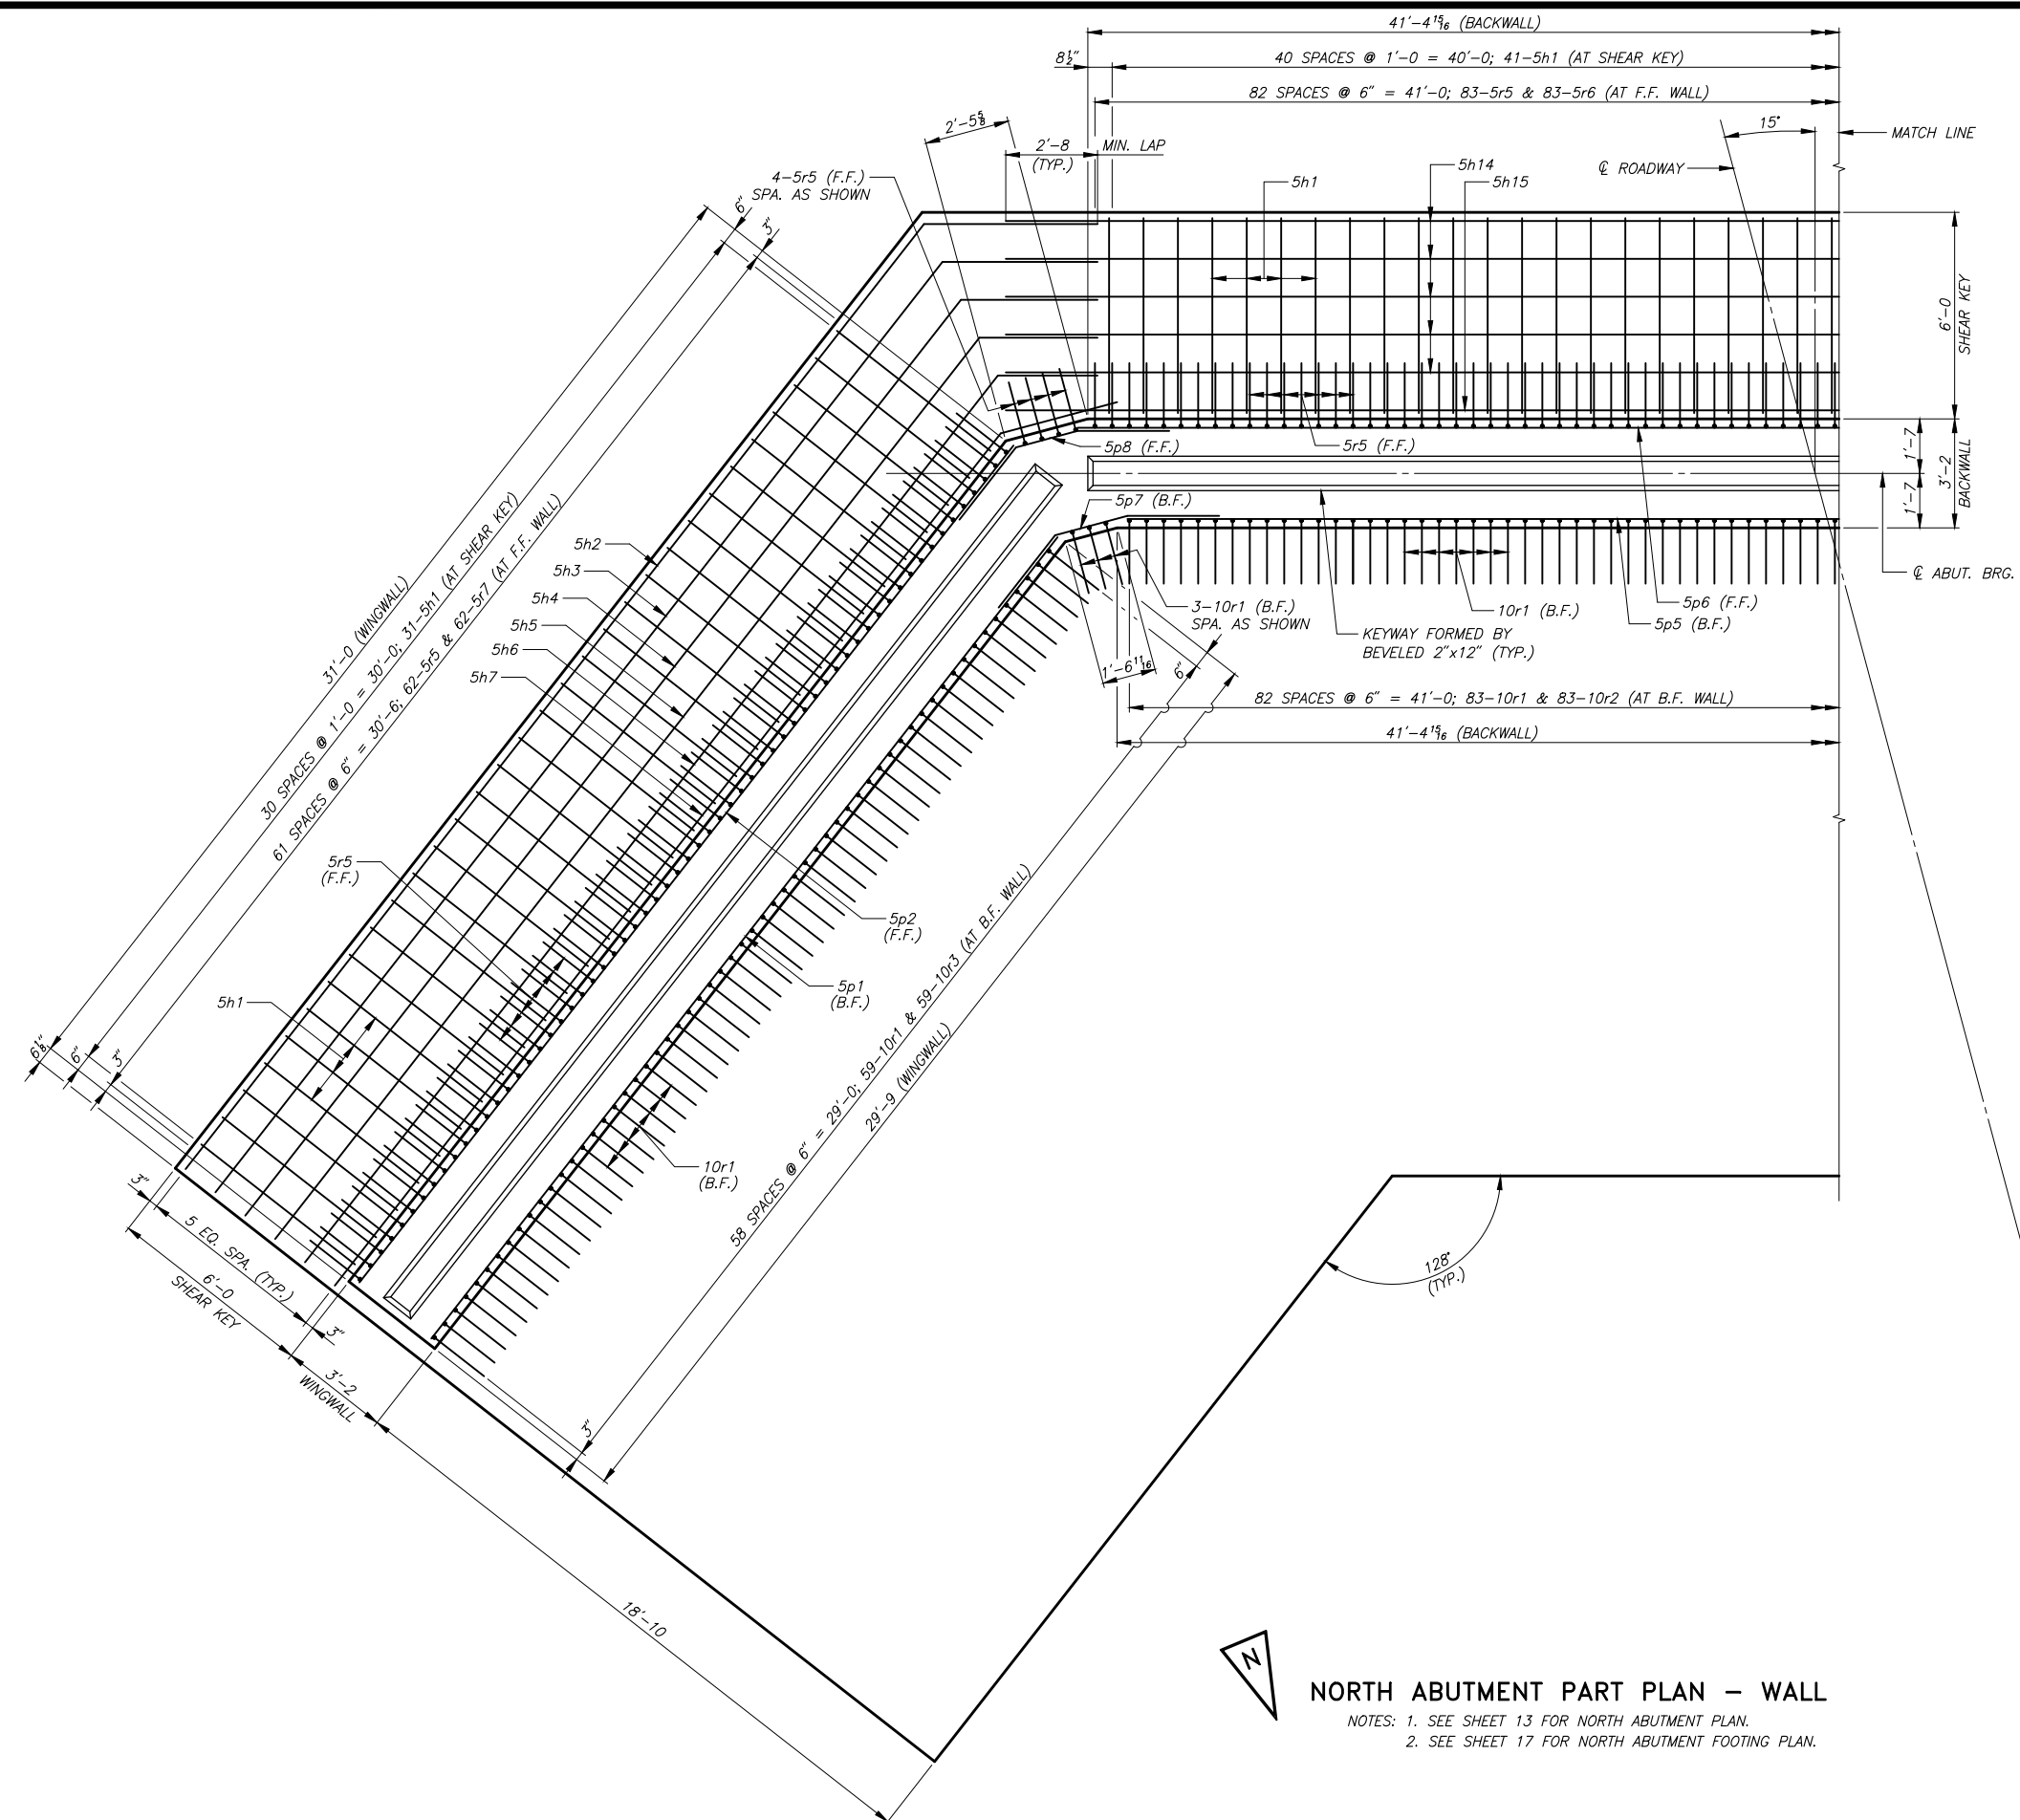 41'-4 15/16 (BACKWALL)
8 1/2"
40 SPACES @ 1'-0 = 40'-0; 41-5h1 (AT SHEAR KEY)
82 SPACES @ 6" = 41'-0; 83-5r5 & 83-5r6 (AT F.F. WALL)
2'-5 5/8
2'-8
(TYP.)
MIN. LAP
15°
MATCH LINE
℄ ROADWAY
4-5r5 (F.F.)
SPA. AS SHOWN
5h14
5h1
5h15
6"
3"
6'-0
SHEAR KEY
5p8 (F.F.)
5r5 (F.F.)
1'-7
3'-2
BACKWALL
1'-7
5p7 (B.F.)
℄ ABUT. BRG.
5h2
5h3
5h4
5h5
5h6
5h7
3-10r1 (B.F.)
SPA. AS SHOWN
10r1 (B.F.)
5p6 (F.F.)
5p5 (B.F.)
KEYWAY FORMED BY
BEVELED 2"x12" (TYP.)
1'-6 11/16
6"
82 SPACES @ 6" = 41'-0; 83-10r1 & 83-10r2 (AT B.F. WALL)
41'-4 15/16 (BACKWALL)
31'-0 (WINGWALL)
30 SPACES @ 1'-0 = 30'-0; 31-5h1 (AT SHEAR KEY)
61 SPACES @ 6" = 30'-6; 62-5r5 & 62-5r7 (AT F.F. WALL)
5r5
(F.F.)
5p2
(F.F.)
5p1
(B.F.)
5h1
6 1/8"
6"
3"
10r1
(B.F.)
58 SPACES @ 6" = 29'-0; 59-10r1 & 59-10r3 (AT B.F. WALL)
29'-9 (WINGWALL)
3"
5 EQ. SPA. (TYP.)
3"
6'-0
SHEAR KEY
3'-2
WINGWALL
3"
128°
(TYP.)
18'-10
N
NORTH ABUTMENT PART PLAN - WALL
NOTES: 1. SEE SHEET 13 FOR NORTH ABUTMENT PLAN.
2. SEE SHEET 17 FOR NORTH ABUTMENT FOOTING PLAN.